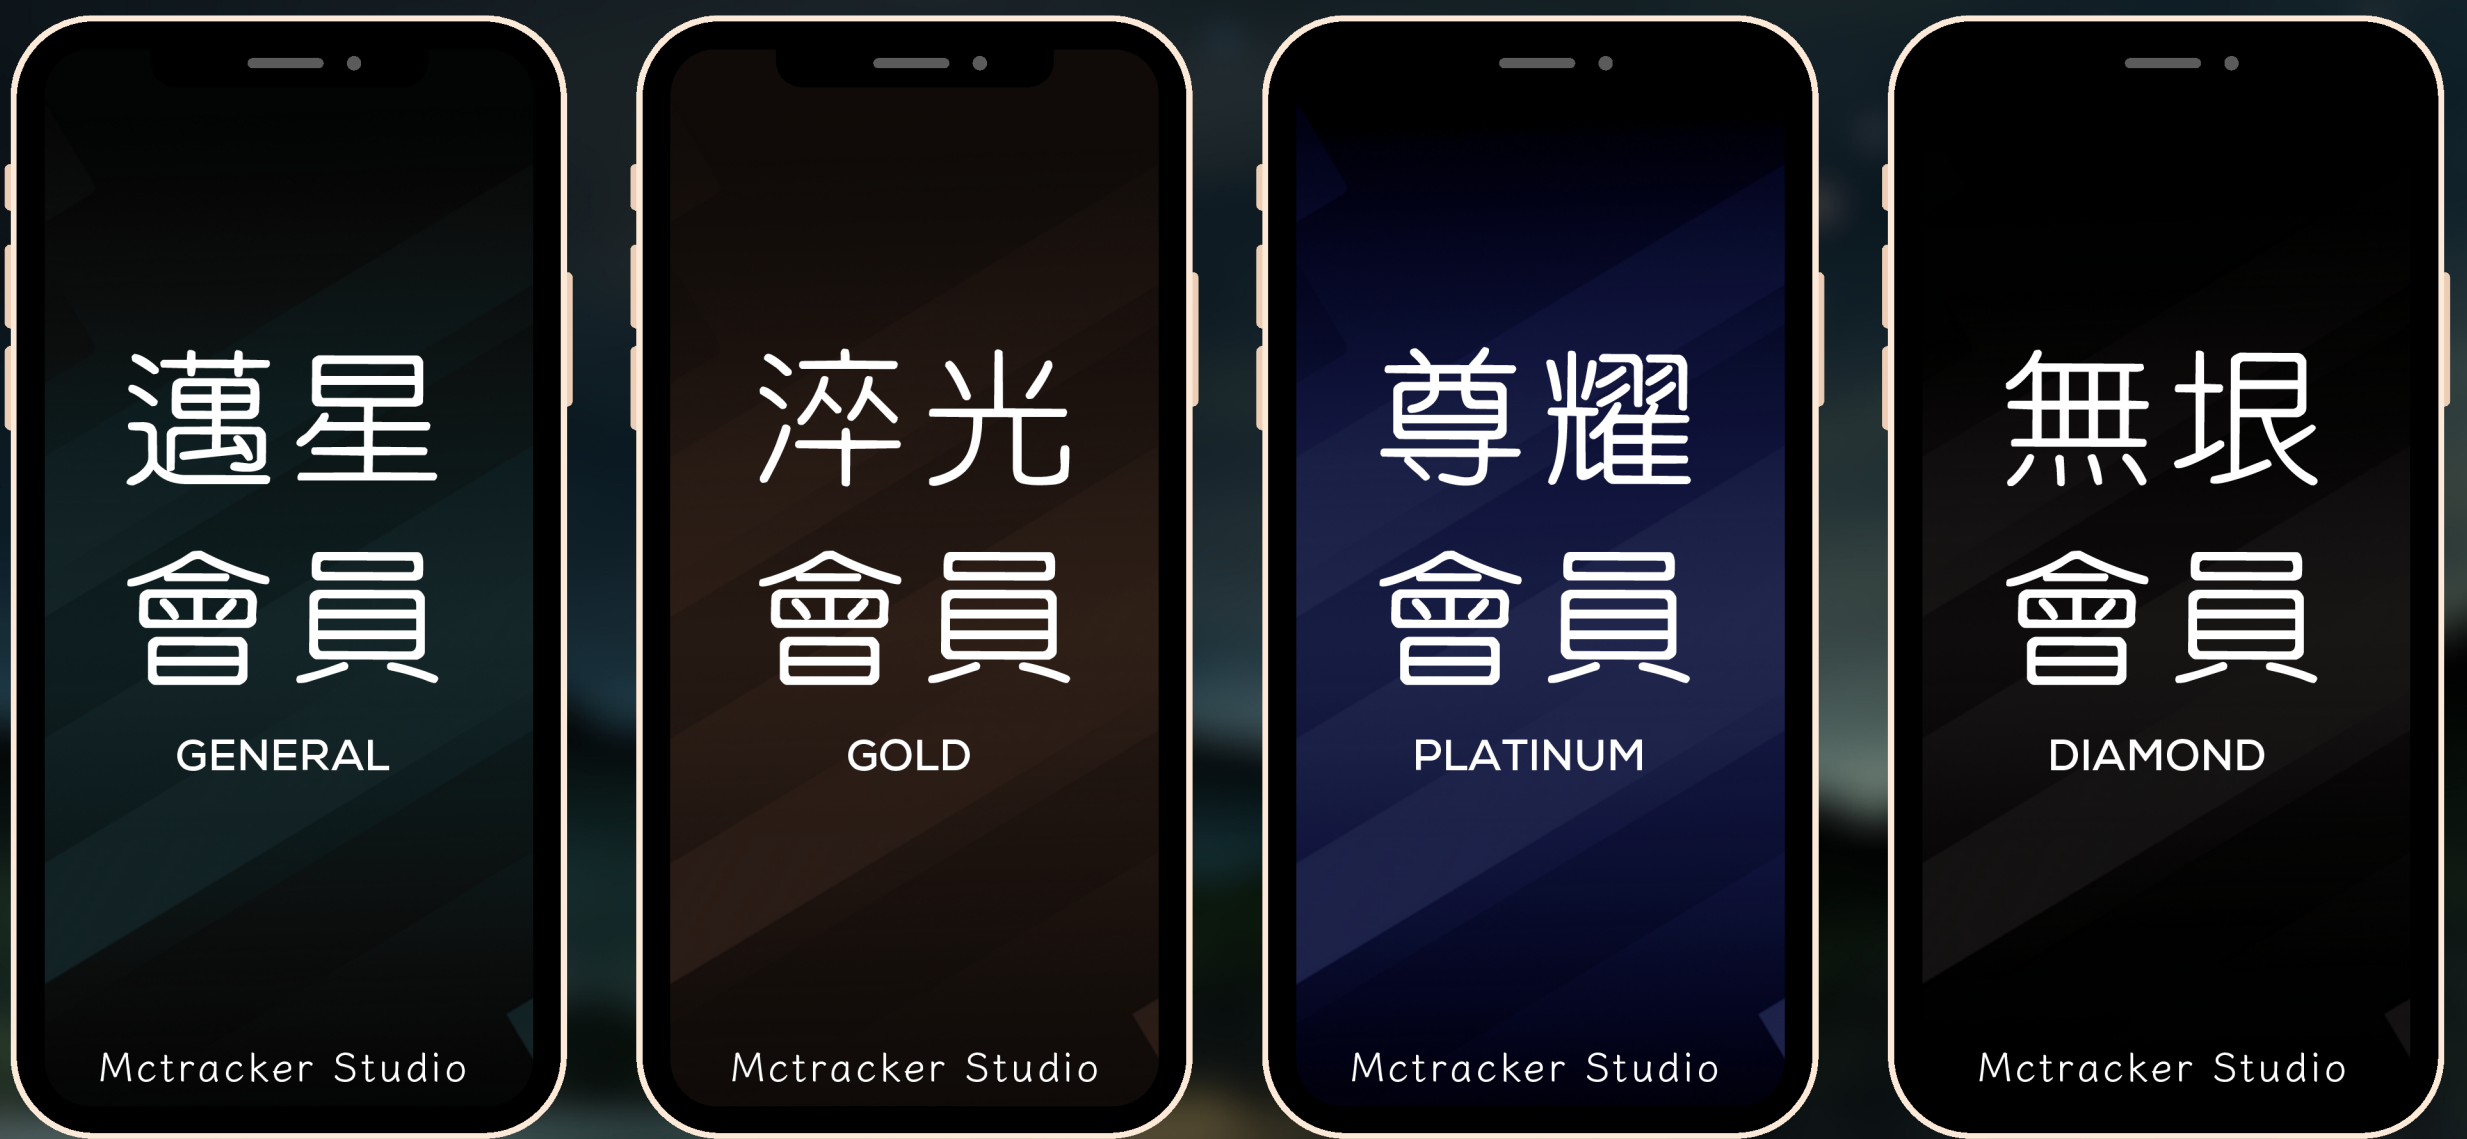 邁星
會員
GENERAL
Mctracker Studio
淬光
會員
GOLD
Mctracker Studio
尊耀
會員
PLATINUM
Mctracker Studio
無垠
會員
DIAMOND
Mctracker Studio